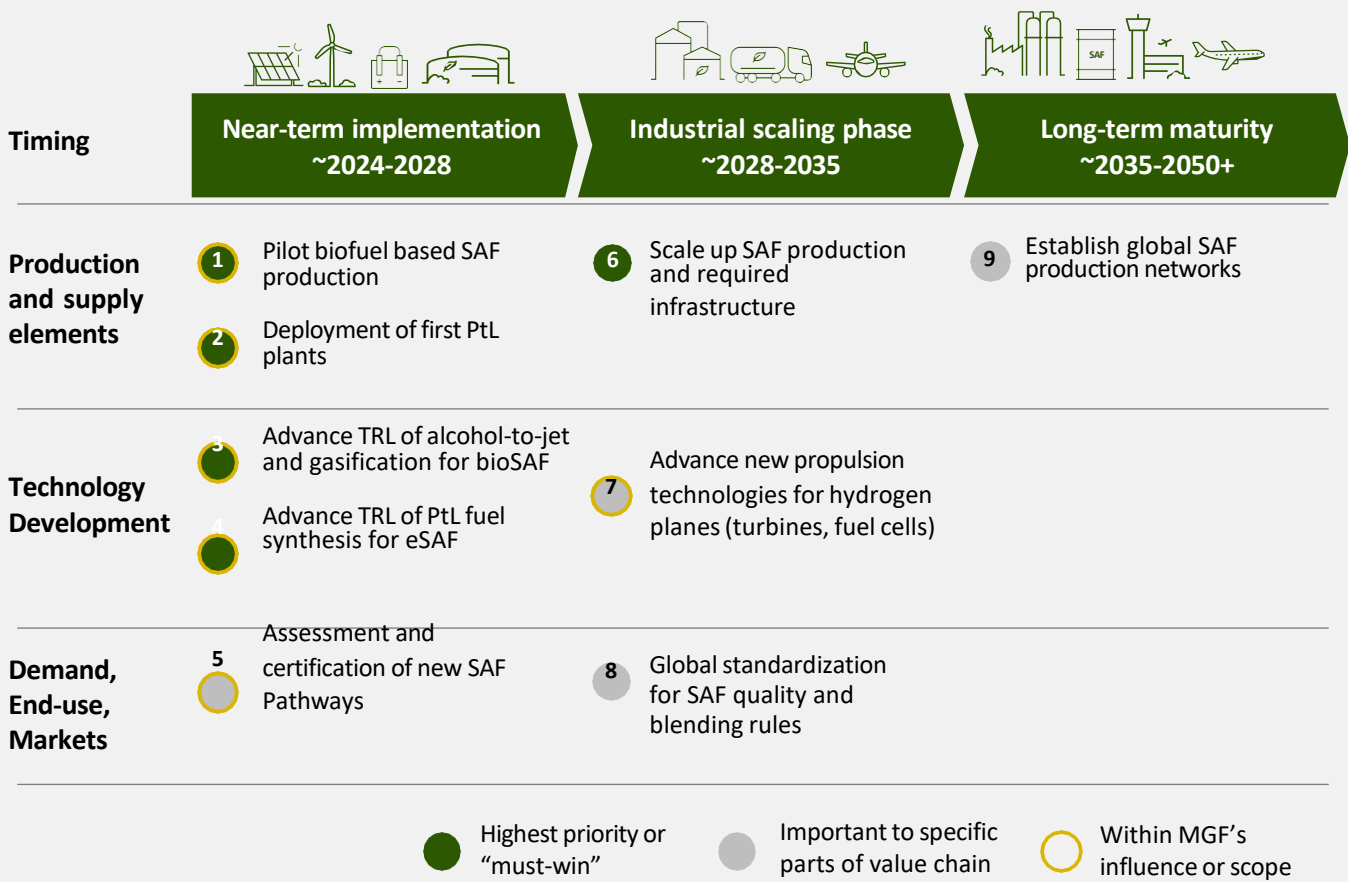 SAF
Timing
Near-term implementation
~2024-2028
Industrial scaling phase
~2028-2035
Long-term maturity
~2035-2050+
Production
and supply
elements
1
Pilot biofuel based SAF
production
2
Deployment of first PtL
plants
6
Scale up SAF production
and required
infrastructure
9
Establish global SAF
production networks
Technology
Development
3
Advance TRL of alcohol-to-jet
and gasification for bioSAF
4
Advance TRL of PtL fuel
synthesis for eSAF
7
Advance new propulsion
technologies for hydrogen
planes (turbines, fuel cells)
Demand,
End-use,
Markets
5
Assessment and
certification of new SAF
Pathways
8
Global standardization
for SAF quality and
blending rules
Highest priority or
“must-win”
Important to specific
parts of value chain
Within MGF’s
influence or scope